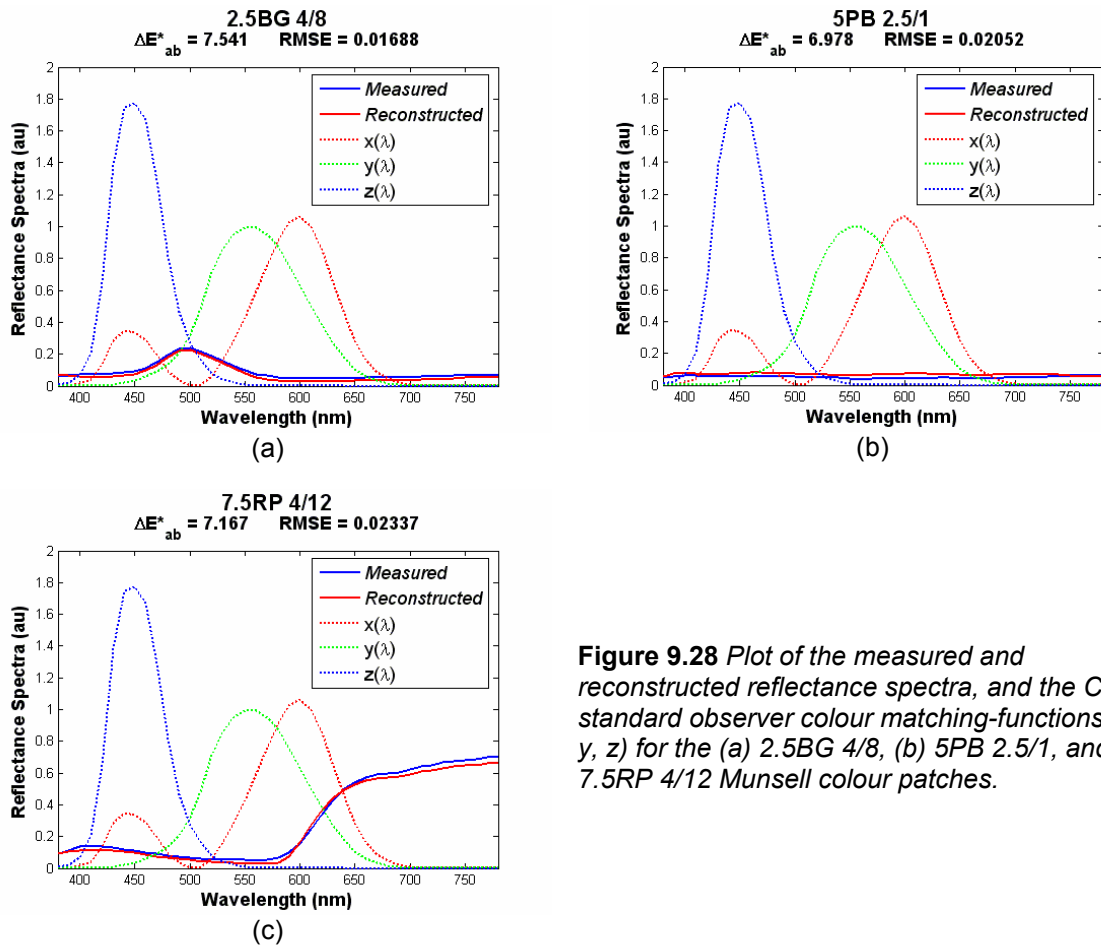 2.5BG 4/8
ΔE*ab = 7.541 RMSE = 0.01688
Reflectance Spectra (au)
2
1.8
1.6
1.4
1.2
1
0.8
0.6
0.4
0.2
0
Measured
Reconstructed
x(λ)
y(λ)
z(λ)
400 450 500 550 600 650 700 750
Wavelength (nm)
(a)
5PB 2.5/1
ΔE*ab = 6.978 RMSE = 0.02052
Reflectance Spectra (au)
2
1.8
1.6
1.4
1.2
1
0.8
0.6
0.4
0.2
0
Measured
Reconstructed
x(λ)
y(λ)
z(λ)
400 450 500 550 600 650 700 750
Wavelength (nm)
(b)
7.5RP 4/12
ΔE*ab = 7.167 RMSE = 0.02337
Reflectance Spectra (au)
2
1.8
1.6
1.4
1.2
1
0.8
0.6
0.4
0.2
0
Measured
Reconstructed
x(λ)
y(λ)
z(λ)
400 450 500 550 600 650 700 750
Wavelength (nm)
(c)
Figure 9.28 Plot of the measured and
reconstructed reflectance spectra, and the C
standard observer colour matching-functions
y, z) for the (a) 2.5BG 4/8, (b) 5PB 2.5/1, and
7.5RP 4/12 Munsell colour patches.